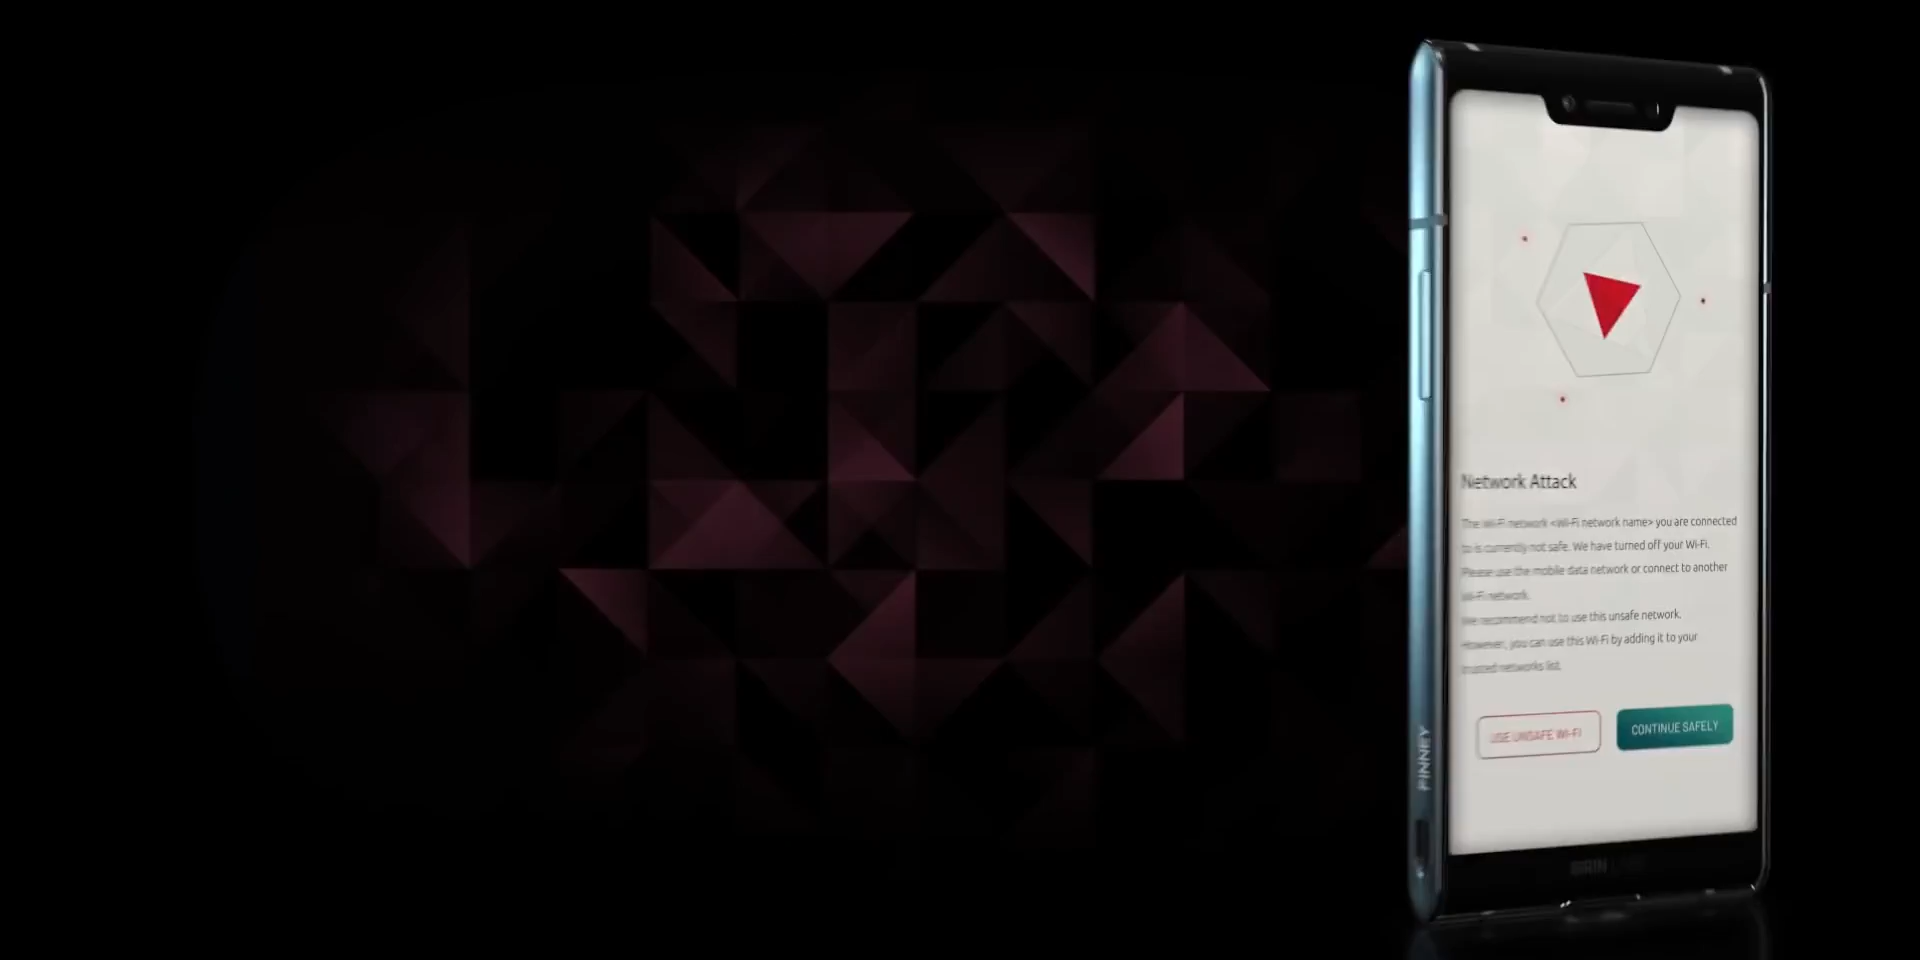 Network Attack
The Wi-Fi network <Wi-Fi network name> you are connected
to is currently not safe. We have turned off your Wi-Fi.
Please use the mobile data network or connect to another
Wi-Fi network.
We recommend not to use this unsafe network.
However, you can use this Wi-Fi by adding it to your
trusted networks list.
USE UNSAFE WI-FI
CONTINUE SAFELY
FINNEY